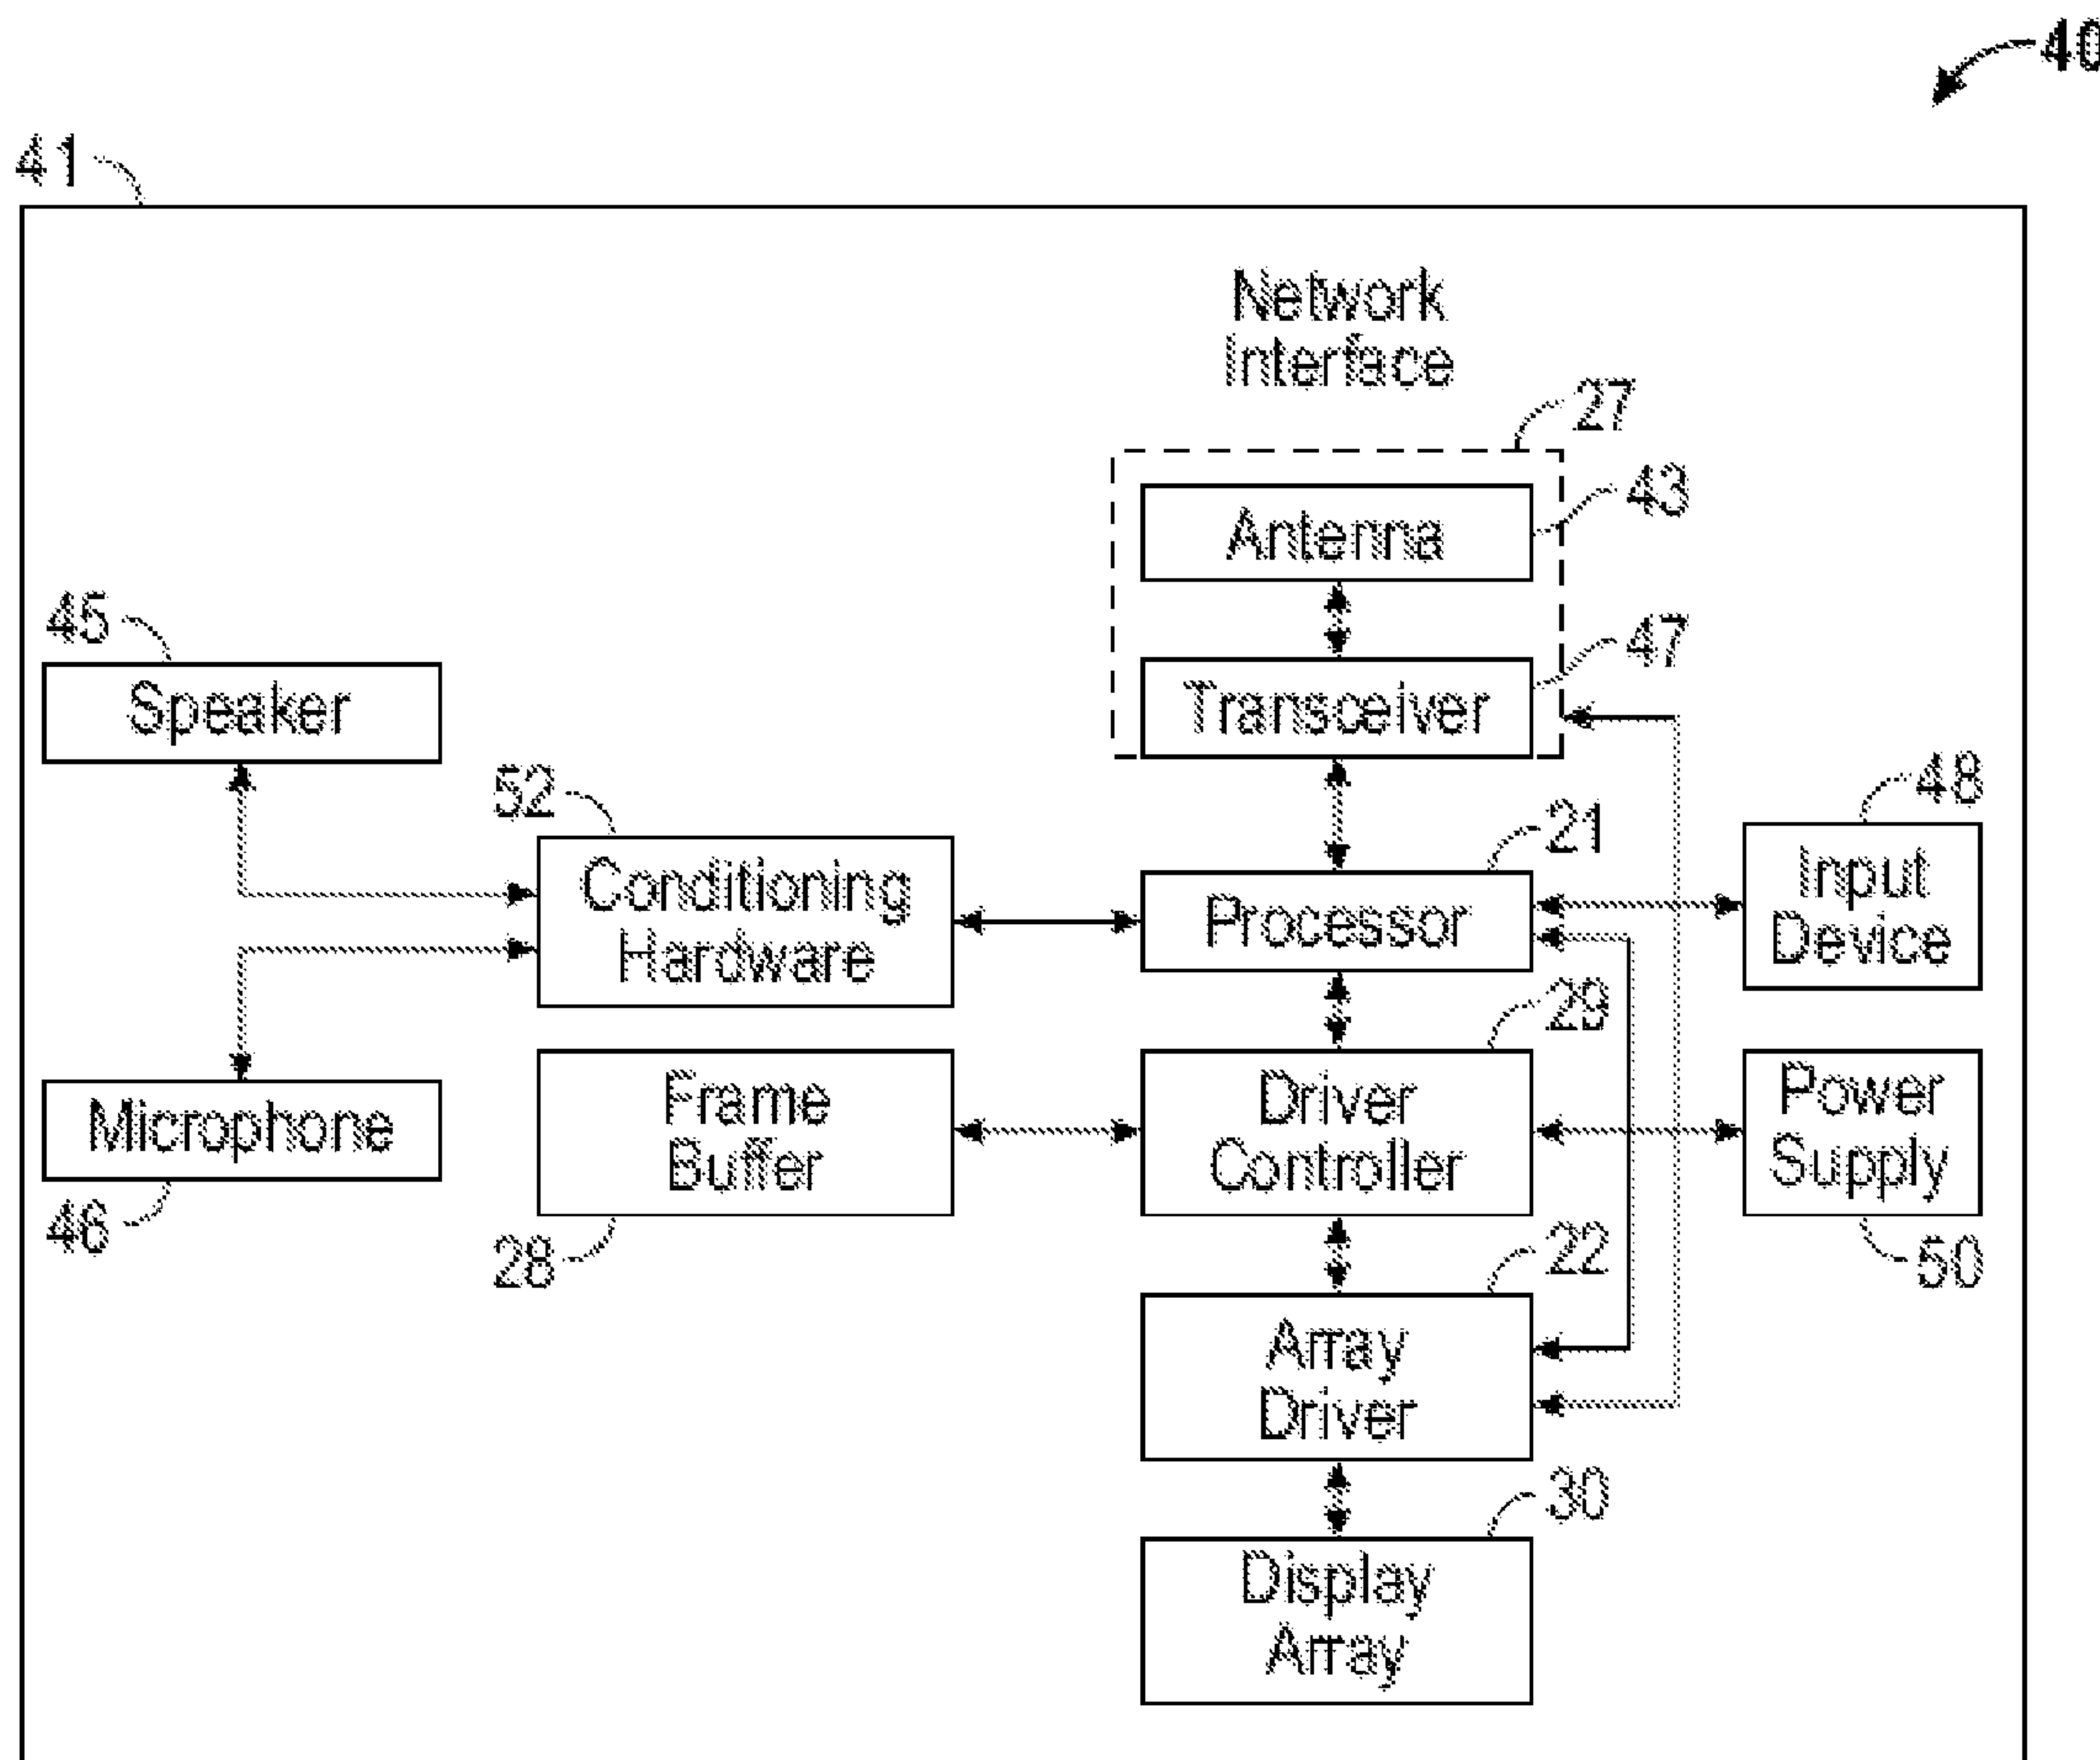 40
41
Network
Interface
27
Antenna
43
45
Speaker
47
Transceiver
52
Conditioning
Hardware
21
Processor
48
Input
Device
29
Microphone
46
Frame
Buffer
28
Driver
Controller
Power
Supply
50
22
Array
Driver
30
Display
Array